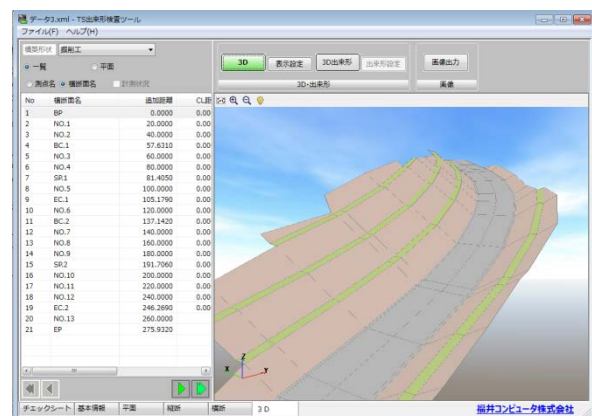 データ3.xml - TS出来形検査ツール
ファイル(F) ヘルプ(H)
構築形状 掘削工
一覧 平面
測点名 横断面名 計測状況
3D 表示設定 3D出来形 出来形設定 画像出力
3D-出来形 画像
No 横断面名 追加距離 CL距
1 BP 0.0000 0.00
2 NO.1 20.0000 0.00
3 NO.2 40.0000 0.00
4 BC.1 57.6310 0.00
5 NO.3 60.0000 0.00
6 NO.4 80.0000 0.00
7 SP.1 81.4050 0.00
8 NO.5 100.0000 0.00
9 EC.1 105.1790 0.00
10 NO.6 120.0000 0.00
11 BC.2 137.1420 0.00
12 NO.7 140.0000 0.00
13 NO.8 160.0000 0.00
14 NO.9 180.0000 0.00
15 SP.2 191.7060 0.00
16 NO.10 200.0000 0.00
17 NO.11 220.0000 0.00
18 NO.12 240.0000 0.00
19 EC.2 246.2690 0.00
20 NO.13 260.0000
21 EP 275.9320
Z
X Y
チェックシート 基本情報 平面 縦断 横断 3D
福井コンピュータ株式会社